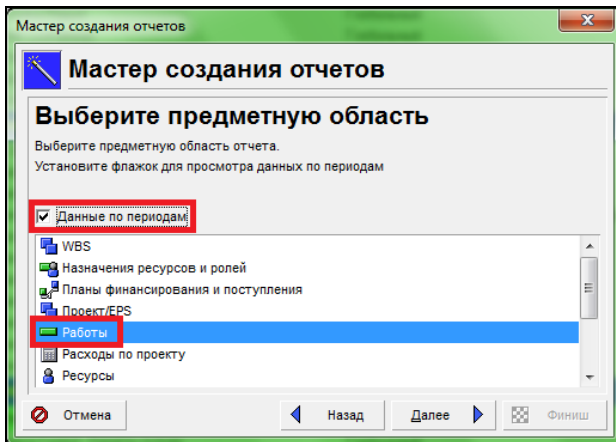 Мастер создания отчетов
Мастер создания отчетов
Выберите предметную область
Выберите предметную область отчета.
Установите флажок для просмотра данных по периодам
Данные по периодам
WBS
Назначения ресурсов и ролей
Планы финансирования и поступления
Проект/EPS
Работы
Расходы по проекту
Ресурсы
Отмена Назад Далее Финиш